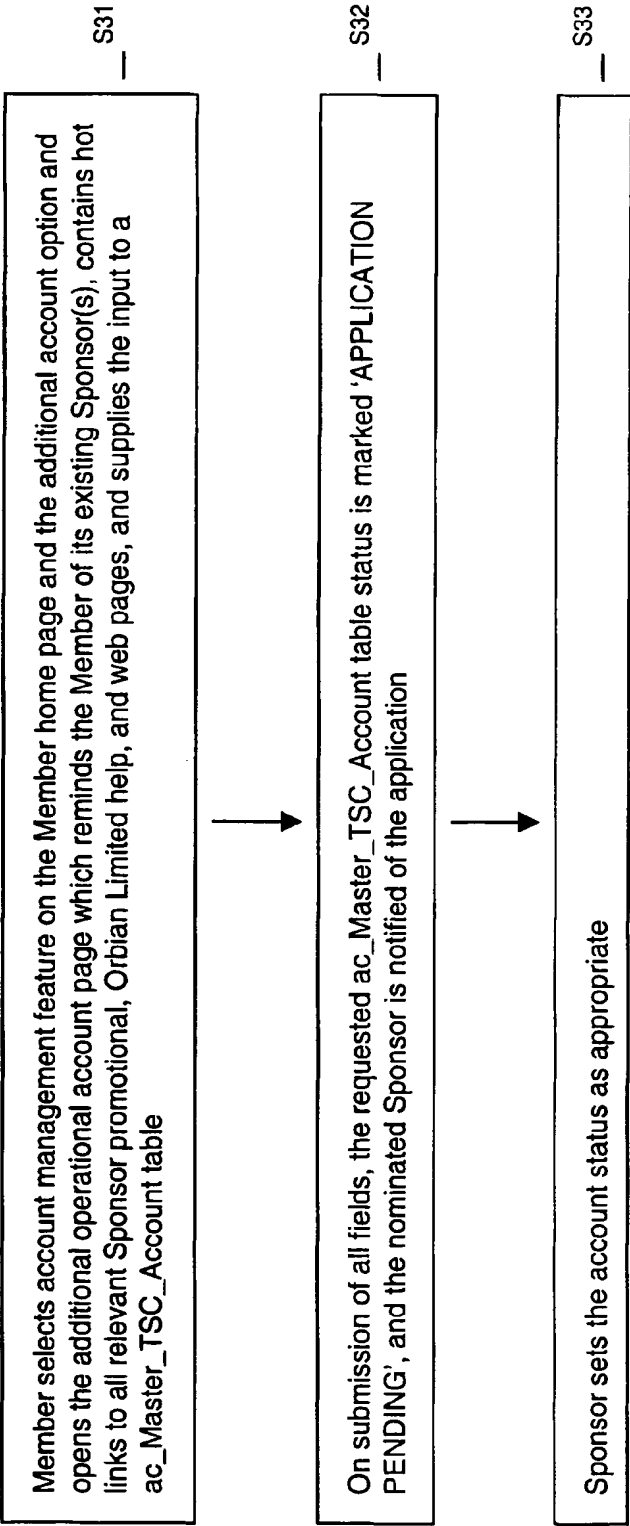 Member selects account management feature on the Member home page and the additional account option and
opens the additional operational account page which reminds the Member of its existing Sponsor(s), contains hot
links to all relevant Sponsor promotional, Orbian Limited help, and web pages, and supplies the input to a
ac_Master_TSC_Account table
S31
On submission of all fields, the requested ac_Master_TSC_Account table status is marked 'APPLICATION
PENDING', and the nominated Sponsor is notified of the application
S32
Sponsor sets the account status as appropriate
S33